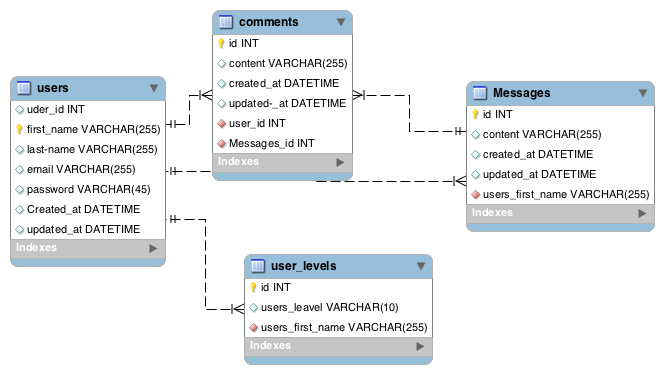 users
uder_id INT
first_name VARCHAR(255)
last-name VARCHAR(255)
email VARCHAR(255)
password VARCHAR(45)
Created_at DATETIME
updated_at DATETIME
Indexes
comments
id INT
content VARCHAR(255)
created_at DATETIME
updated-_at DATETIME
user_id INT
Messages_id INT
Indexes
Messages
id INT
content VARCHAR(255)
created_at DATETIME
updated_at DATETIME
users_first_name VARCHAR(255)
Indexes
user_levels
id INT
users_leavel VARCHAR(10)
users_first_name VARCHAR(255)
Indexes